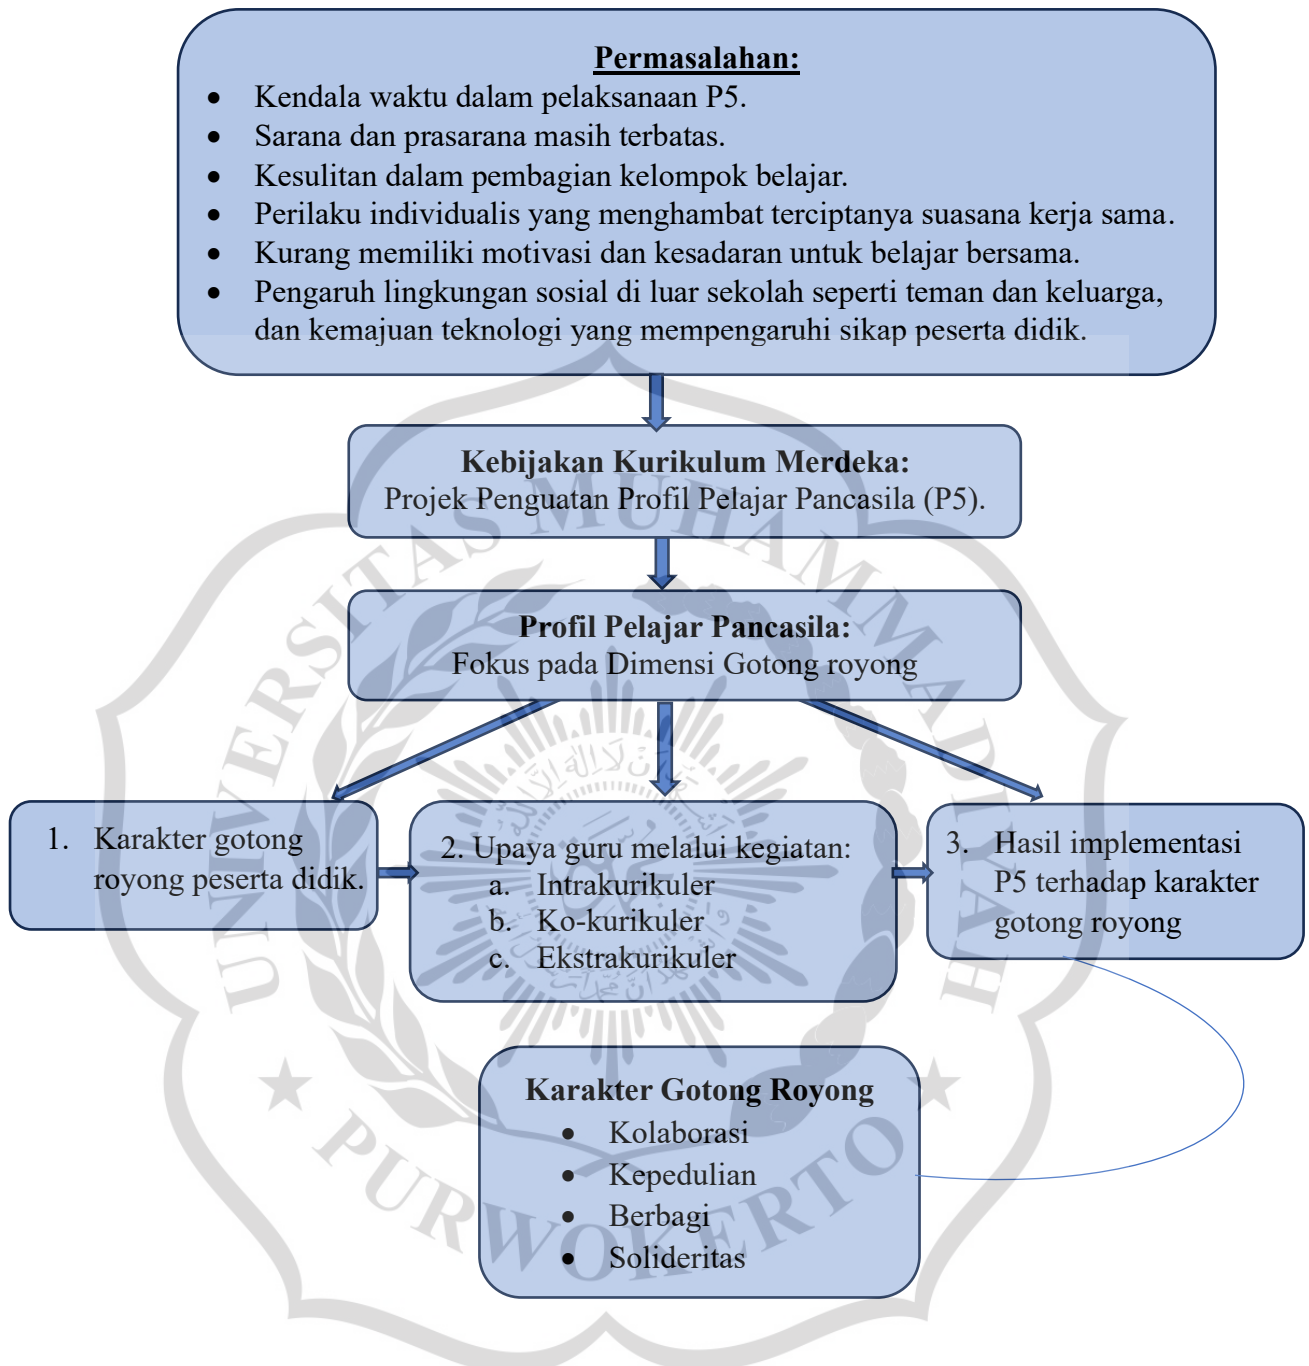 Permasalahan:
• Kendala waktu dalam pelaksanaan P5.
• Sarana dan prasarana masih terbatas.
• Kesulitan dalam pembagian kelompok belajar.
• Perilaku individualis yang menghambat terciptanya suasana kerja sama.
• Kurang memiliki motivasi dan kesadaran untuk belajar bersama.
• Pengaruh lingkungan sosial di luar sekolah seperti teman dan keluarga,
dan kemajuan teknologi yang mempengaruhi sikap peserta didik.
Kebijakan Kurikulum Merdeka:
Projek Penguatan Profil Pelajar Pancasila (P5).
Profil Pelajar Pancasila:
Fokus pada Dimensi Gotong royong
1. Karakter gotong
royong peserta didik.
2. Upaya guru melalui kegiatan:
a. Intrakurikuler
b. Ko-kurikuler
c. Ekstrakurikuler
3. Hasil implementasi
P5 terhadap karakter
gotong royong
Karakter Gotong Royong
• Kolaborasi
• Kepedulian
• Berbagi
• Solideritas
UNIVERSITAS MUHAMMADIYAH
PURWOKERTO